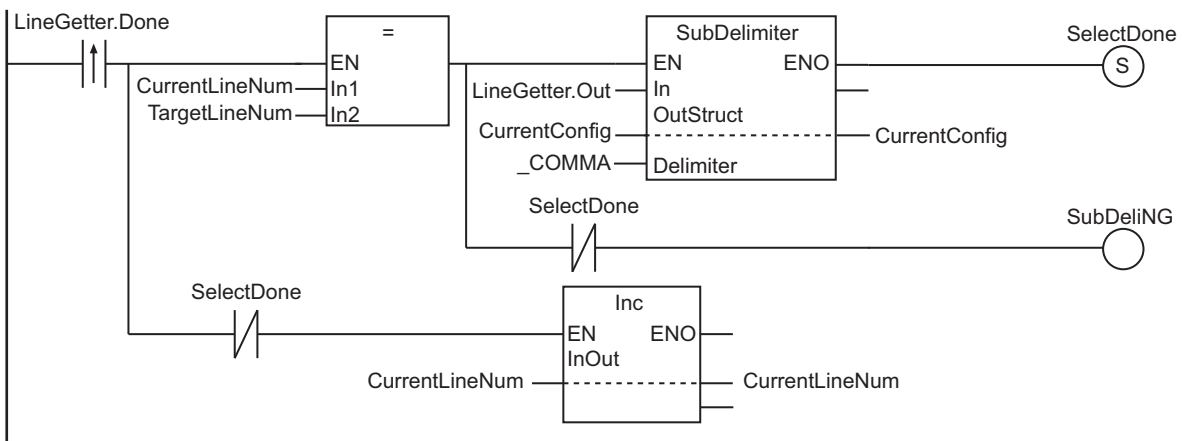 LineGetter.Done
=
EN
CurrentLineNum
In1
TargetLineNum
In2
SubDelimiter
EN
ENO
LineGetter.Out
In
OutStruct
CurrentConfig
CurrentConfig
_COMMA
Delimiter
SelectDone
S
SelectDone
SubDeliNG
SelectDone
Inc
EN
ENO
InOut
CurrentLineNum
CurrentLineNum